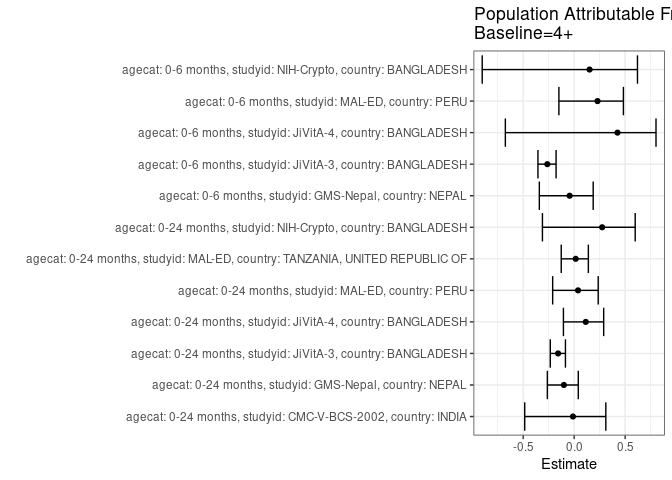 Population Attributable Fr
Baseline=4+
agecat: 0-6 months, studyid: NIH-Crypto, country: BANGLADESH
agecat: 0-6 months, studyid: MAL-ED, country: PERU
agecat: 0-6 months, studyid: JiVitA-4, country: BANGLADESH
agecat: 0-6 months, studyid: JiVitA-3, country: BANGLADESH
agecat: 0-6 months, studyid: GMS-Nepal, country: NEPAL
agecat: 0-24 months, studyid: NIH-Crypto, country: BANGLADESH
agecat: 0-24 months, studyid: MAL-ED, country: TANZANIA, UNITED REPUBLIC OF
agecat: 0-24 months, studyid: MAL-ED, country: PERU
agecat: 0-24 months, studyid: JiVitA-4, country: BANGLADESH
agecat: 0-24 months, studyid: JiVitA-3, country: BANGLADESH
agecat: 0-24 months, studyid: GMS-Nepal, country: NEPAL
agecat: 0-24 months, studyid: CMC-V-BCS-2002, country: INDIA
-0.5 0.0 0.5
Estimate